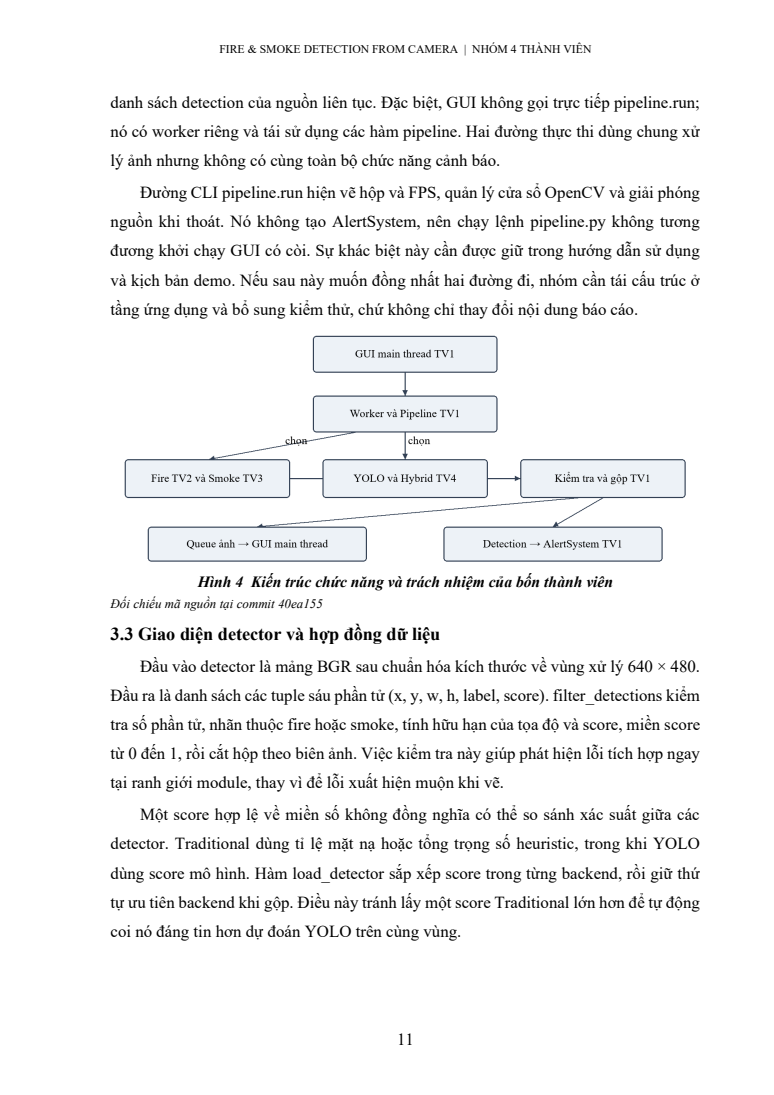 FIRE & SMOKE DETECTION FROM CAMERA | NHÓM 4 THÀNH VIÊN
danh sách detection của nguồn liên tục. Đặc biệt, GUI không gọi trực tiếp pipeline.run;
nó có worker riêng và tái sử dụng các hàm pipeline. Hai đường thực thi dùng chung xử
lý ảnh nhưng không có cùng toàn bộ chức năng cảnh báo.
Đường CLI pipeline.run hiện vẽ hộp và FPS, quản lý cửa sổ OpenCV và giải phóng
nguồn khi thoát. Nó không tạo AlertSystem, nên chạy lệnh pipeline.py không tương
đương khởi chạy GUI có còi. Sự khác biệt này cần được giữ trong hướng dẫn sử dụng
và kịch bản demo. Nếu sau này muốn đồng nhất hai đường đi, nhóm cần tái cấu trúc ở
tầng ứng dụng và bổ sung kiểm thử, chứ không chỉ thay đổi nội dung báo cáo.
GUI main thread TV1
Worker và Pipeline TV1
chọn
chọn
Fire TV2 và Smoke TV3
YOLO và Hybrid TV4
Kiểm tra và gộp TV1
Queue ảnh → GUI main thread
Detection → AlertSystem TV1
Hình 4 Kiến trúc chức năng và trách nhiệm của bốn thành viên
Đối chiếu mã nguồn tại commit 40ea155
3.3 Giao diện detector và hợp đồng dữ liệu
Đầu vào detector là mảng BGR sau chuẩn hóa kích thước về vùng xử lý 640 × 480.
Đầu ra là danh sách các tuple sáu phần tử (x, y, w, h, label, score). filter_detections kiểm
tra số phần tử, nhãn thuộc fire hoặc smoke, tính hữu hạn của tọa độ và score, miền score
từ 0 đến 1, rồi cắt hộp theo biên ảnh. Việc kiểm tra này giúp phát hiện lỗi tích hợp ngay
tại ranh giới module, thay vì để lỗi xuất hiện muộn khi vẽ.
Một score hợp lệ về miền số không đồng nghĩa có thể so sánh xác suất giữa các
detector. Traditional dùng tỉ lệ mặt nạ hoặc tổng trọng số heuristic, trong khi YOLO
dùng score mô hình. Hàm load_detector sắp xếp score trong từng backend, rồi giữ thứ
tự ưu tiên backend khi gộp. Điều này tránh lấy một score Traditional lớn hơn để tự động
coi nó đáng tin hơn dự đoán YOLO trên cùng vùng.
11